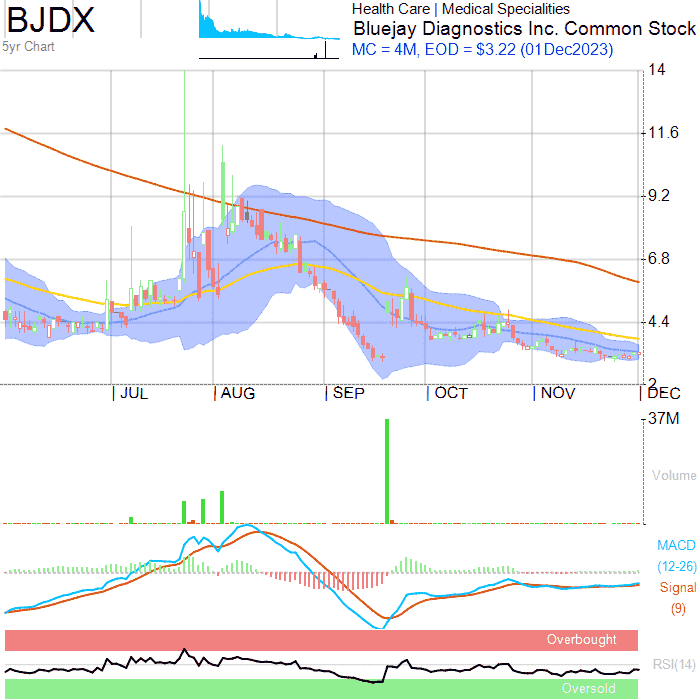 BJDX
5yr Chart
Health Care | Medical Specialities
Bluejay Diagnostics Inc. Common Stock
MC = 4M, EOD = $3.22 (01Dec2023)
14
11.6
9.2
6.8
4.4
2
JUL AUG SEP OCT NOV DEC
37M
Volume
MACD
(12-26)
Signal
(9)
Overbought
RSI(14)
Oversold